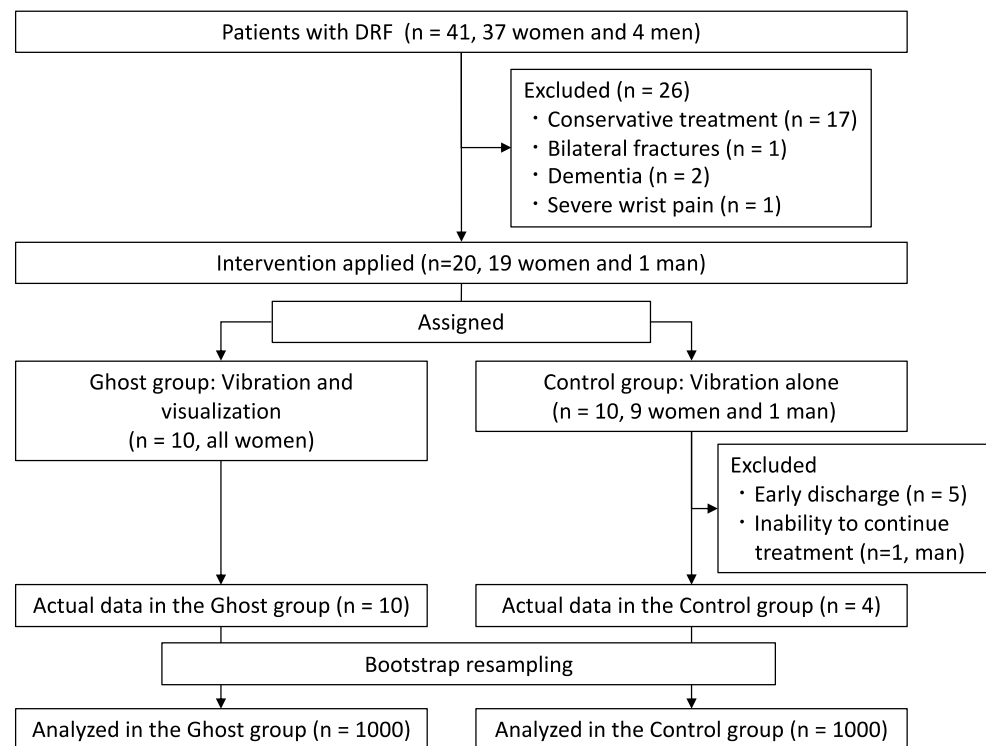 Patients with DRF (n = 41, 37 women and 4 men)
Excluded (n = 26)
・Conservative treatment (n = 17)
・Bilateral fractures (n = 1)
・Dementia (n = 2)
・Severe wrist pain (n = 1)
Intervention applied (n=20, 19 women and 1 man)
Assigned
Ghost group: Vibration and
visualization
(n = 10, all women)
Control group: Vibration alone
(n = 10, 9 women and 1 man)
Excluded
・Early discharge (n = 5)
・Inability to continue
treatment (n=1, man)
Actual data in the Ghost group (n = 10)
Actual data in the Control group (n = 4)
Bootstrap resampling
Analyzed in the Ghost group (n = 1000)
Analyzed in the Control group (n = 1000)